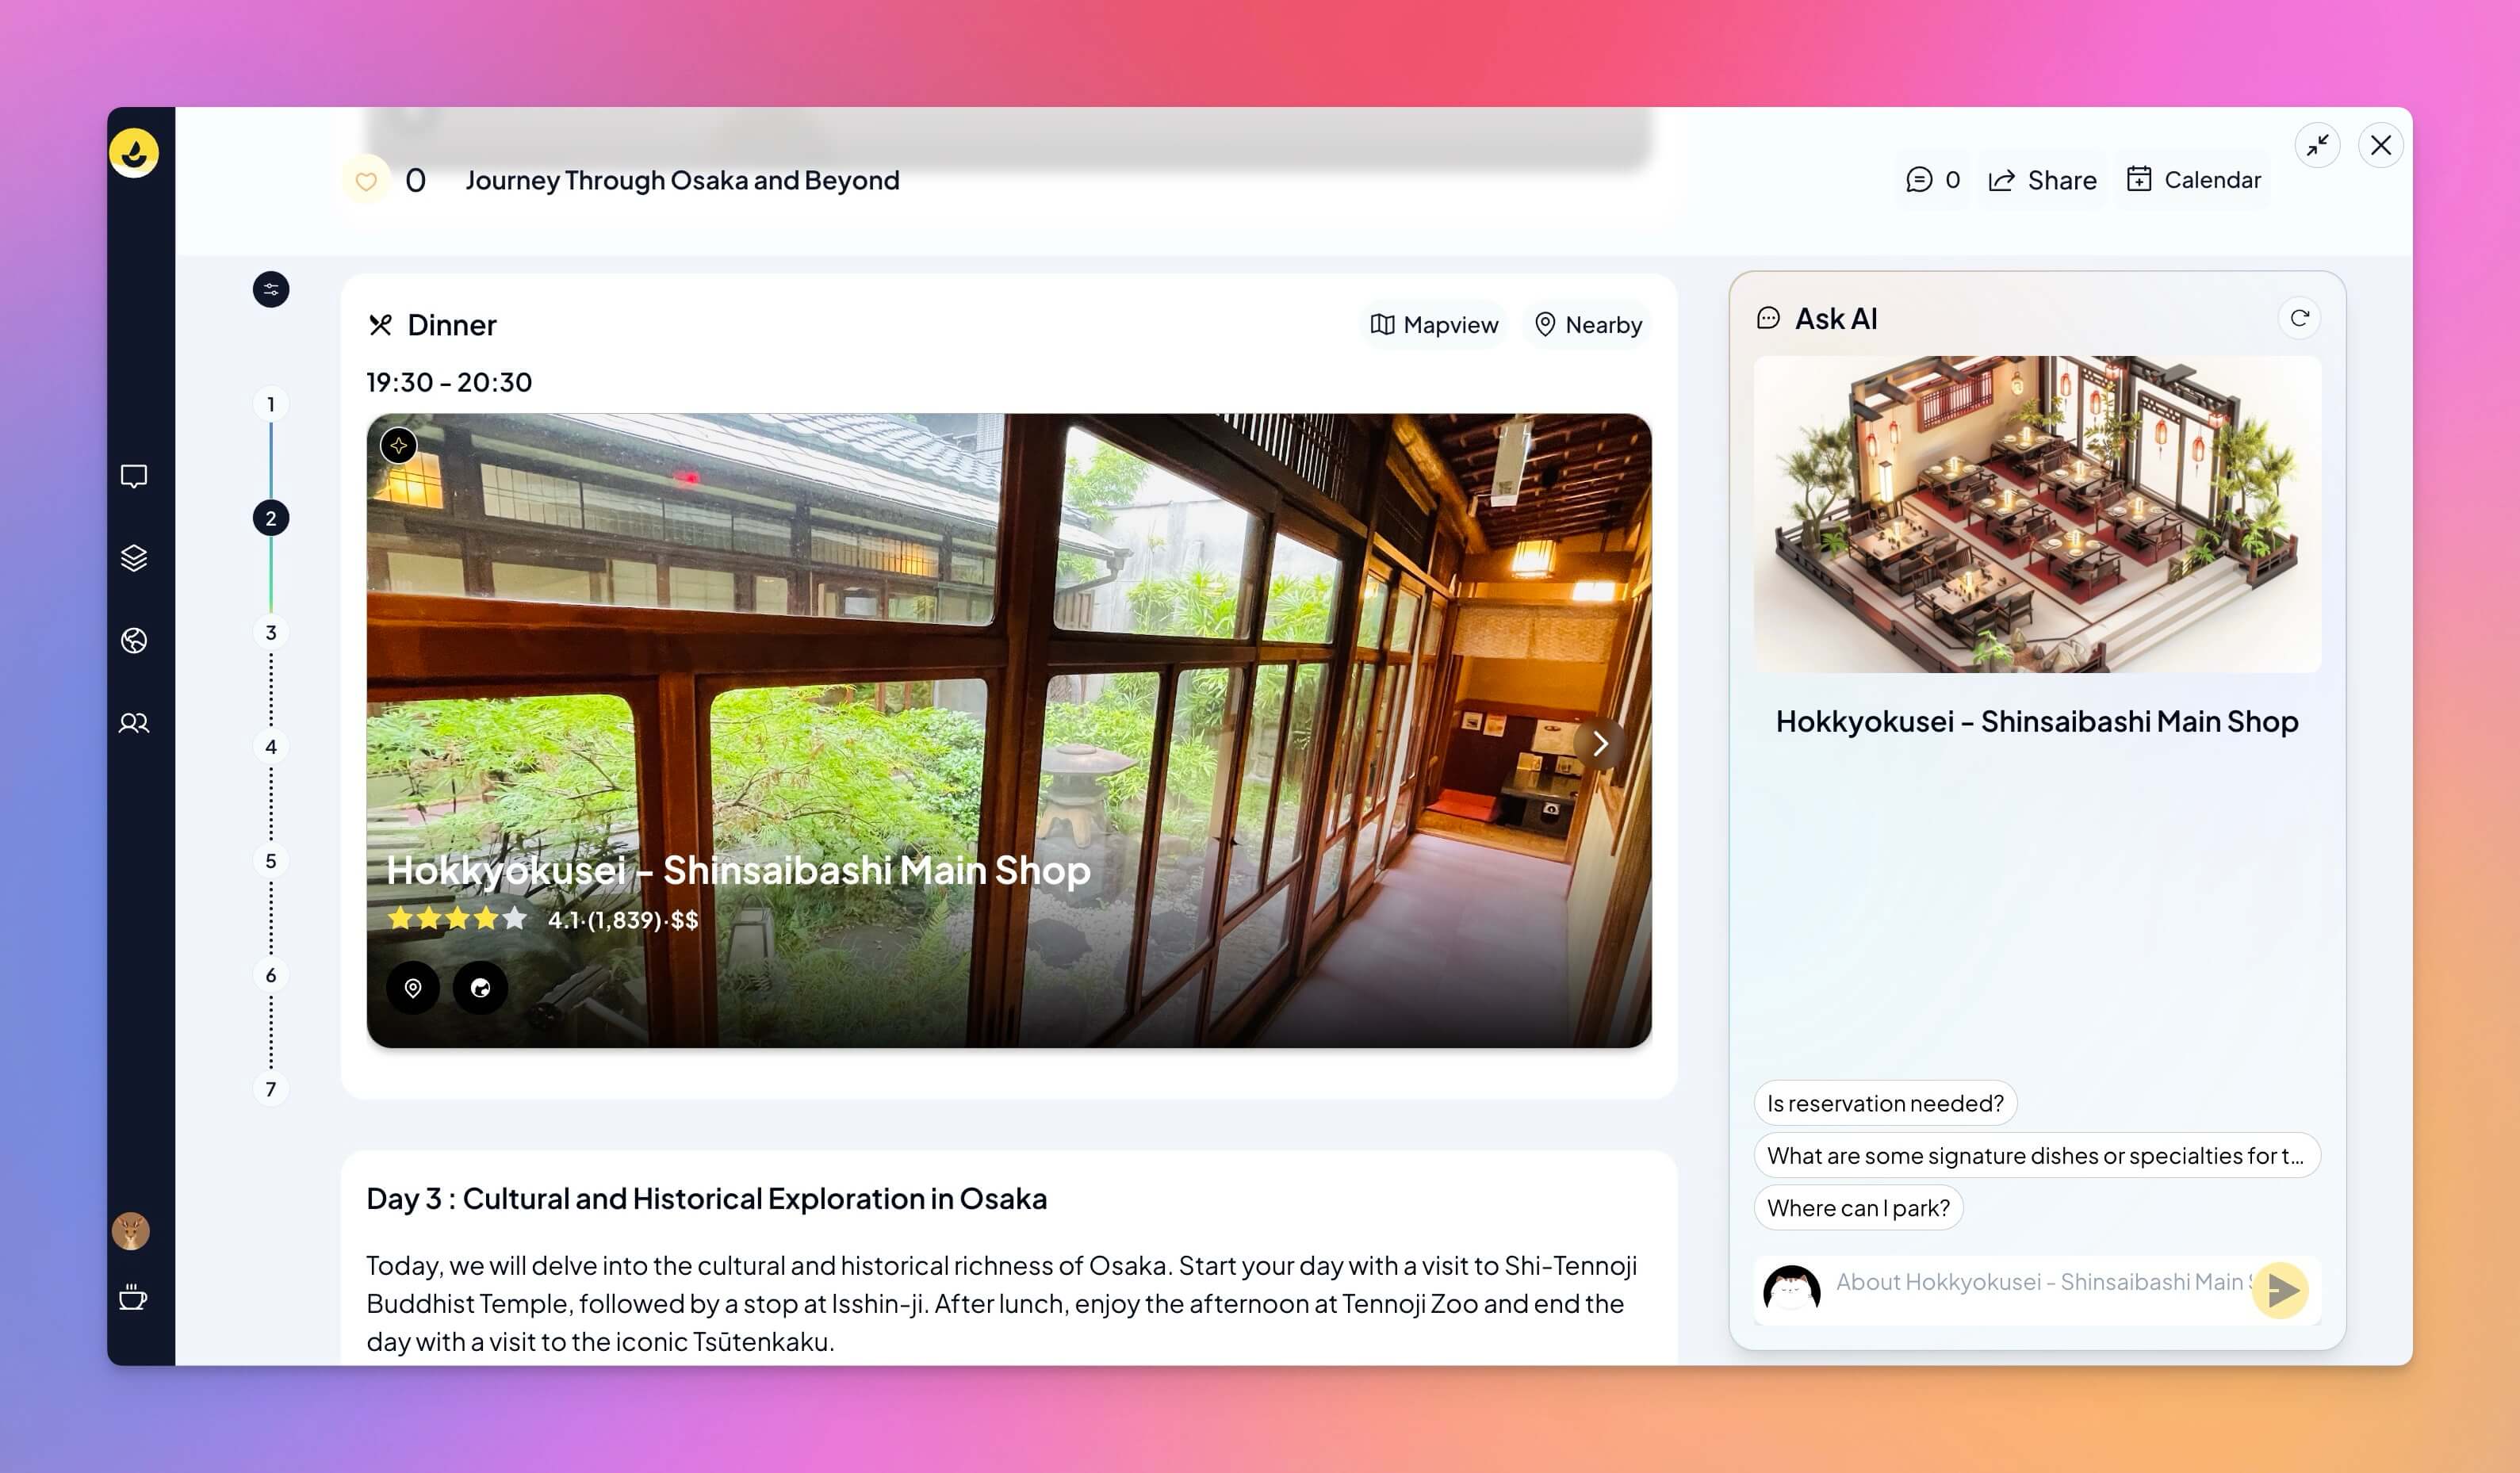 0
Journey Through Osaka and Beyond
0
Share
Calendar
1
2
3
4
5
6
7
Dinner
Mapview
Nearby
19:30 – 20:30
Hokkyokusei – Shinsaibashi Main Shop
4.1·(1,839)·$$
Day 3 : Cultural and Historical Exploration in Osaka
Today, we will delve into the cultural and historical richness of Osaka. Start your day with a visit to Shi-Tennoji
Buddhist Temple, followed by a stop at Isshin-ji. After lunch, enjoy the afternoon at Tennoji Zoo and end the
day with a visit to the iconic Tsūtenkaku.
Ask AI
Hokkyokusei – Shinsaibashi Main Shop
Is reservation needed?
What are some signature dishes or specialties for t...
Where can I park?
About Hokkyokusei – Shinsaibashi Main